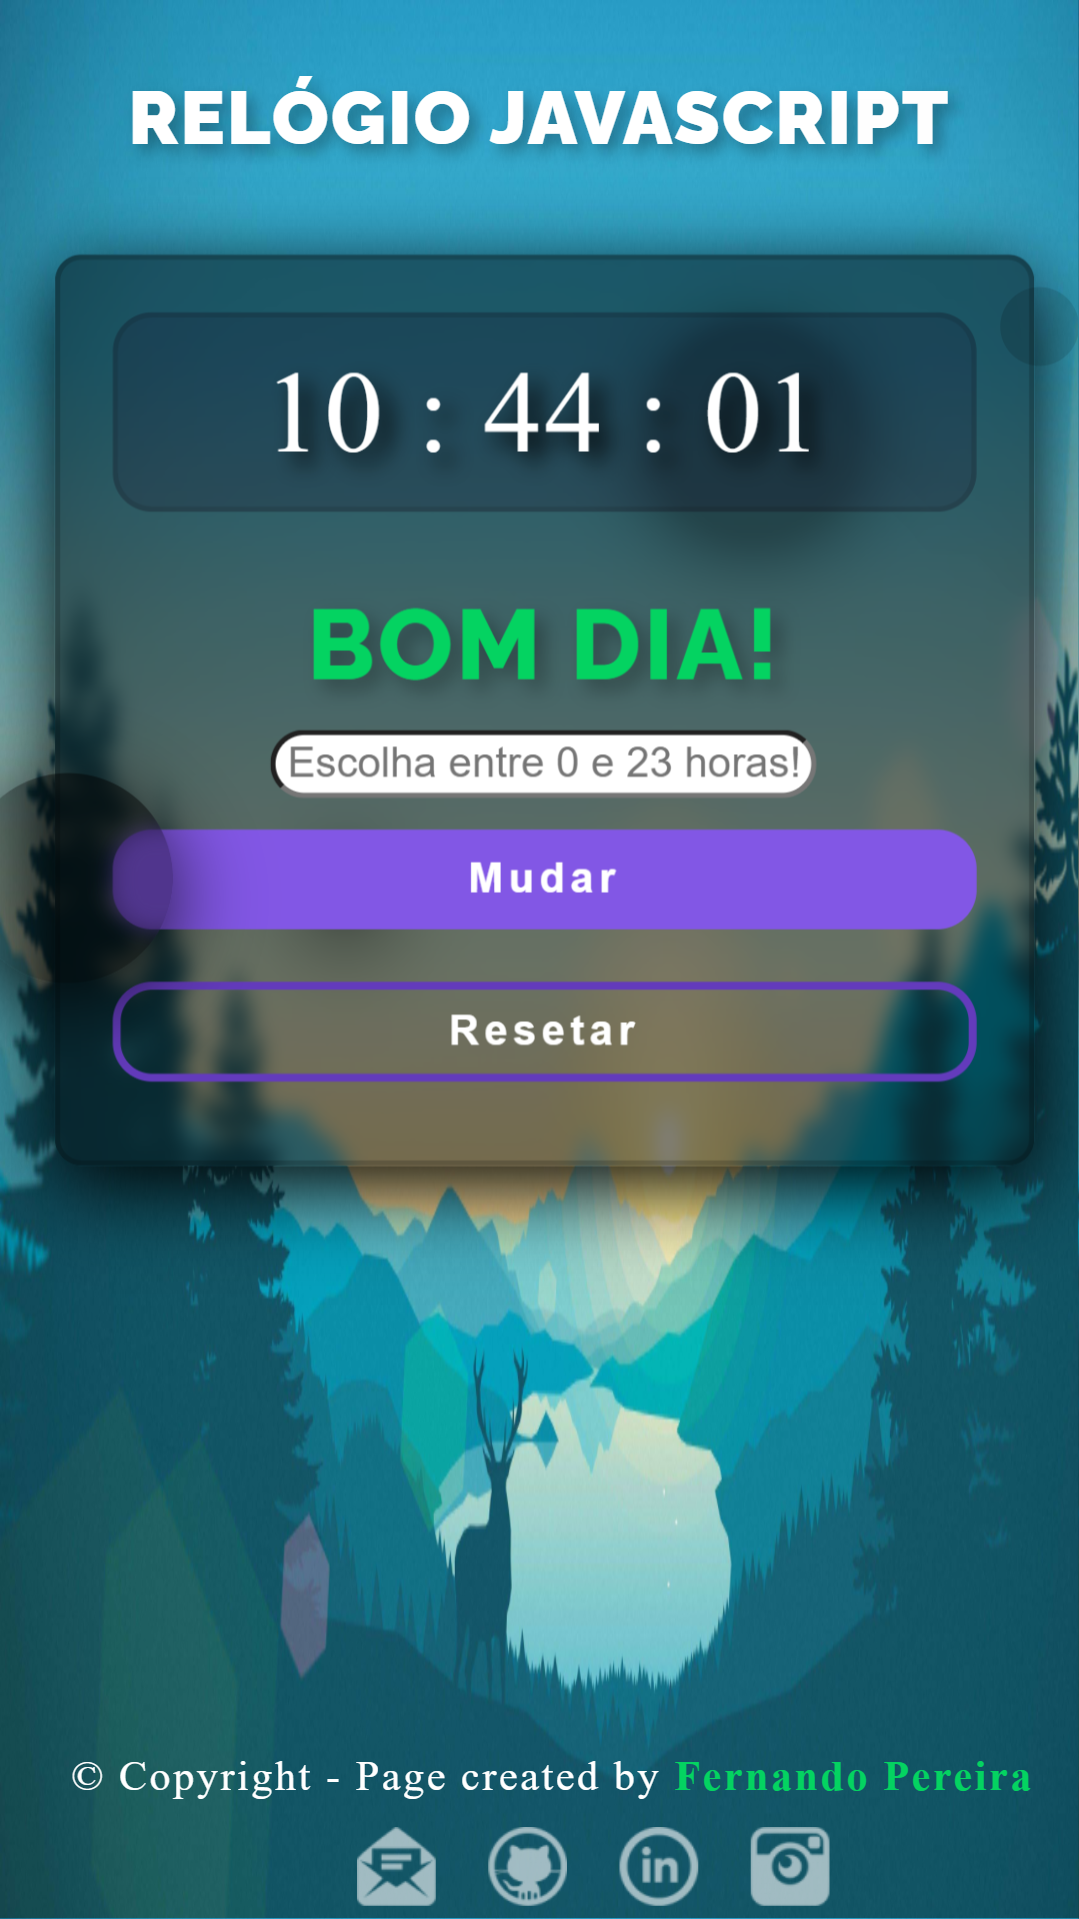 RELÓGIO JAVASCRIPT
10 : 44 : 01
BOM DIA!
Escolha entre 0 e 23 horas!
Mudar
Resetar
© Copyright - Page created by Fernando Pereira
in